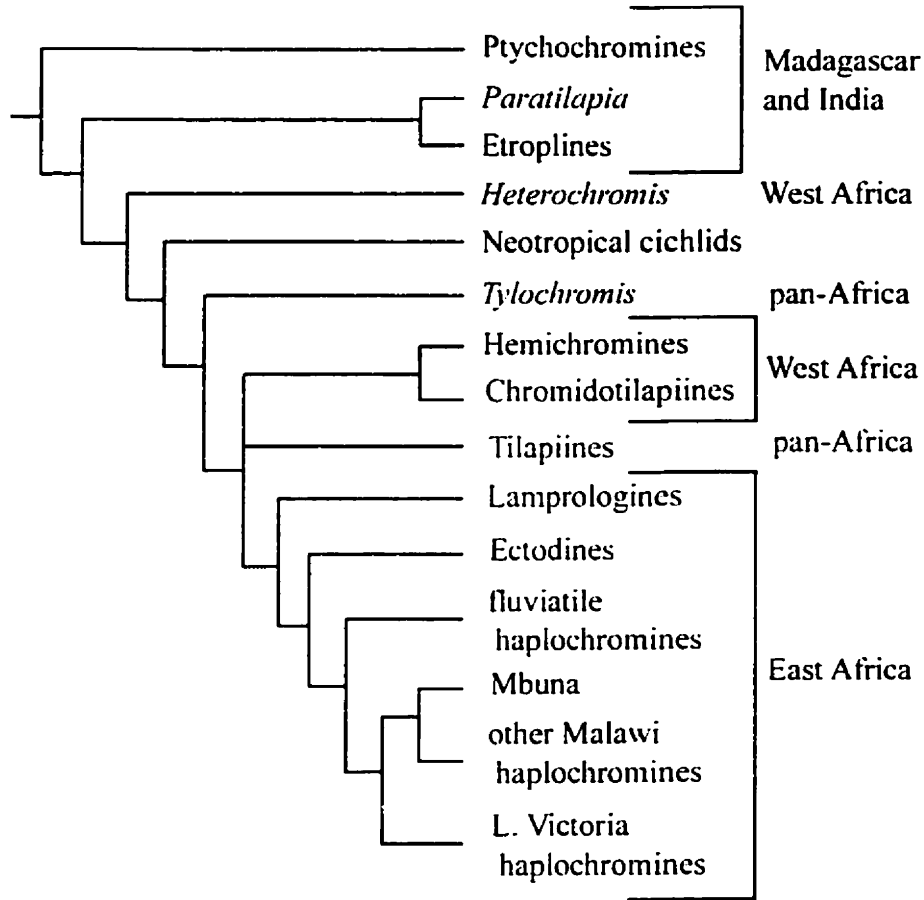 Ptychochromines
Paratilapia
Etroplines
Madagascar
and India
Heterochromis West Africa
Neotropical cichlids
Tylochromis pan-Africa
Hemichromines
Chromidotilapiines
West Africa
Tilapiines pan-Africa
Lamprologines
Ectodines
fluviatile
haplochromines
Mbuna
other Malawi
haplochromines
L. Victoria
haplochromines
East Africa